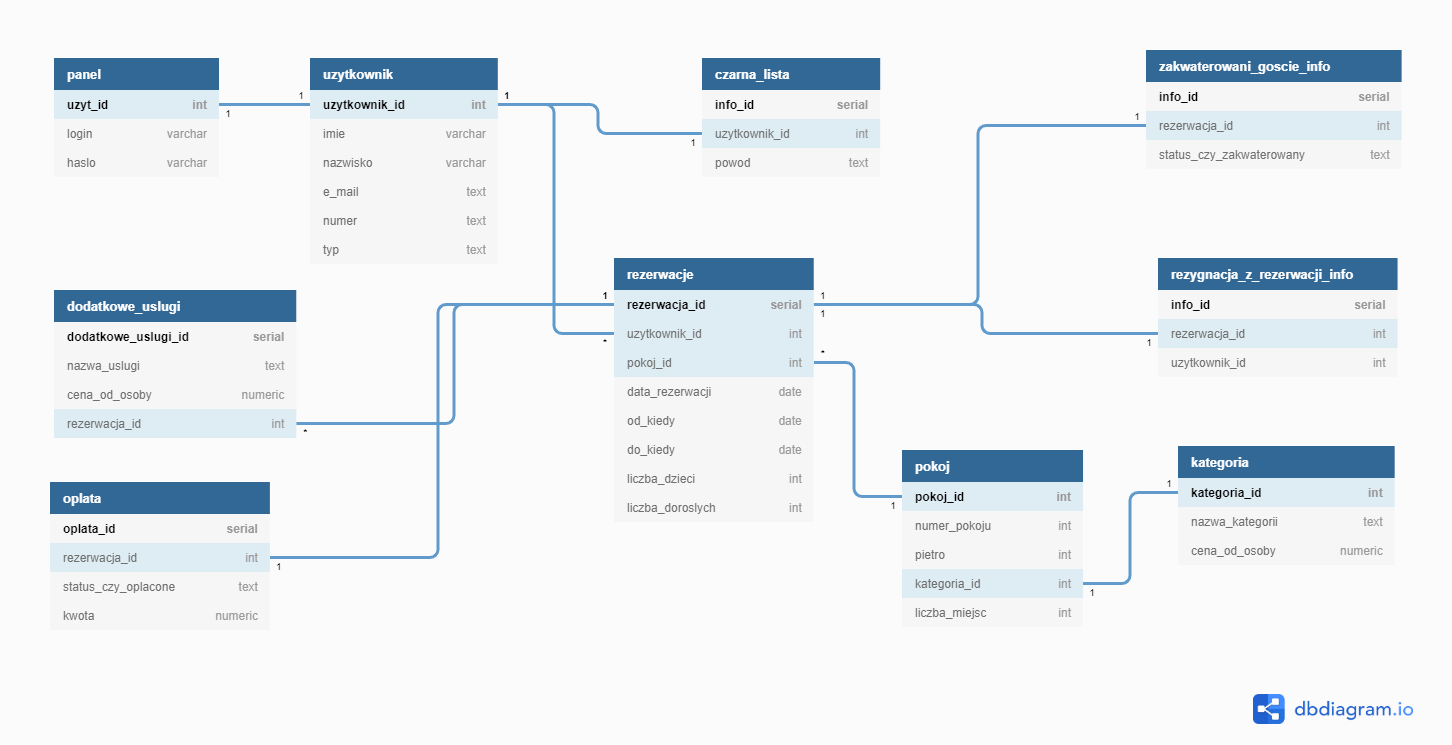 panel
uzyt_id int
login varchar
haslo varchar
1
1
uzytkownik
uzytkownik_id int
imie varchar
nazwisko varchar
e_mail text
numer text
typ text
1
czarna_lista
info_id serial
uzytkownik_id int
powod text
1
zakwaterowani_goscie_info
info_id serial
rezerwacja_id int
status_czy_zakwaterowany text
1
dodatkowe_uslugi
dodatkowe_uslugi_id serial
nazwa_uslugi text
cena_od_osoby numeric
rezerwacja_id int
*
rezerwacje
rezerwacja_id serial
uzytkownik_id int
pokoj_id int
data_rezerwacji date
od_kiedy date
do_kiedy date
liczba_dzieci int
liczba_doroslych int
1
*
1
1
*
rezygnacja_z_rezerwacji_info
info_id serial
rezerwacja_id int
uzytkownik_id int
1
oplata
oplata_id serial
rezerwacja_id int
status_czy_oplacone text
kwota numeric
1
pokoj
pokoj_id int
numer_pokoju int
pietro int
kategoria_id int
liczba_miejsc int
1
1
kategoria
kategoria_id int
nazwa_kategorii text
cena_od_osoby numeric
1
dbdiagram.io